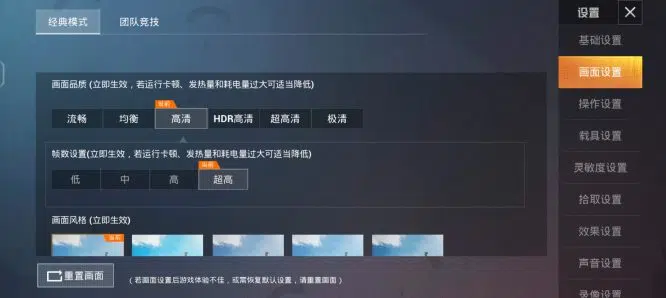 经典模式 团队竞技 设置
基础设置
画面设置
画面品质 (立即生效，若运行卡顿、发热量和耗电量过大可适当降低)
当前
流畅 均衡 高清 HDR高清 超高清 极清
操作设置
载具设置
帧数设置(立即生效，若运行卡顿、发热量和耗电量过大可适当降低)
当前
低 中 高 超高
灵敏度设置
拾取设置
画面风格 (立即生效)
当前
效果设置
声音设置
重置画面 (若画面设置后游戏体验不佳，或需恢复默认设置，请重置画面)
录像设置